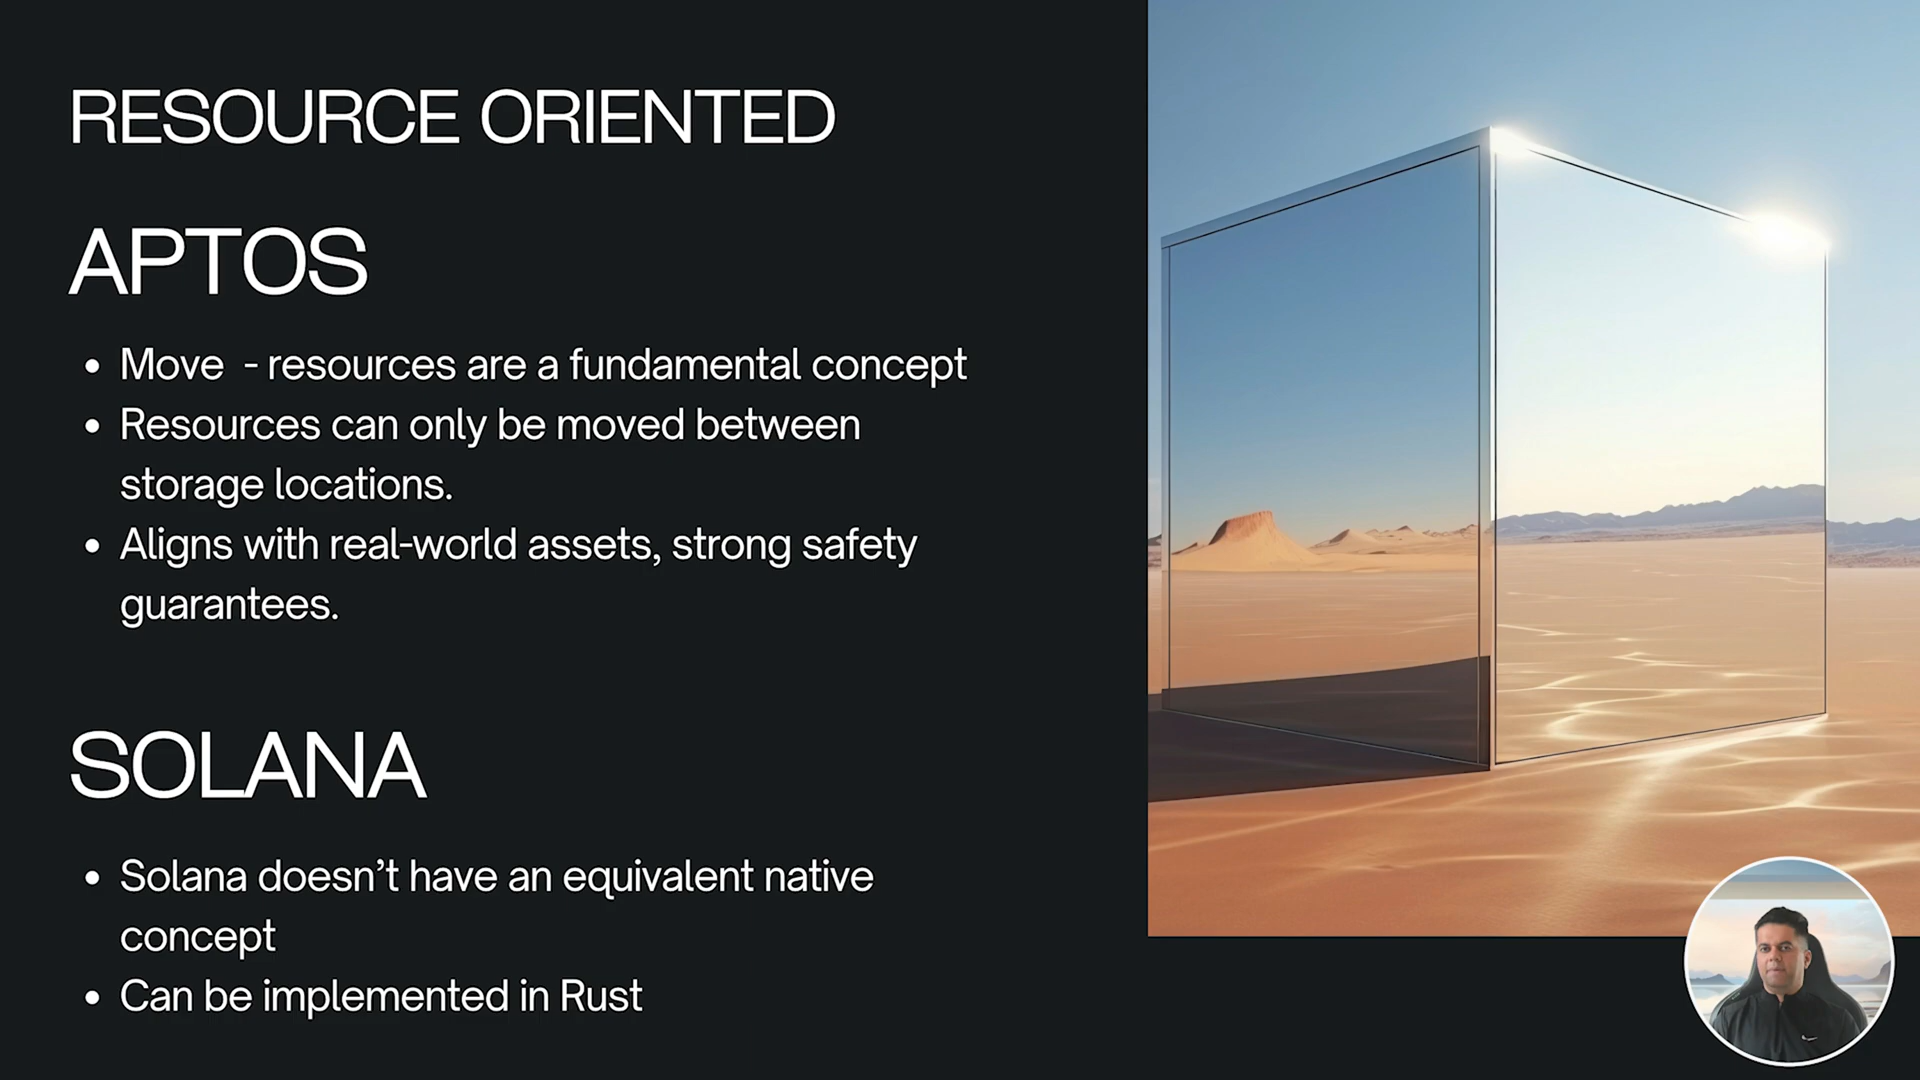 RESOURCE ORIENTED
APTOS
• Move - resources are a fundamental concept
• Resources can only be moved between
storage locations.
• Aligns with real-world assets, strong safety
guarantees.
SOLANA
• Solana doesn’t have an equivalent native
concept
• Can be implemented in Rust